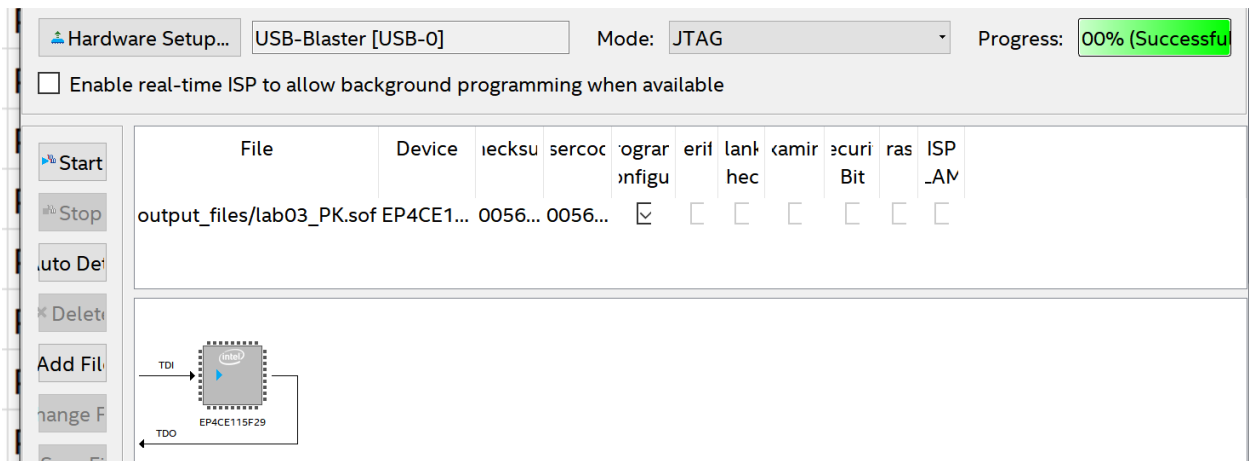 Hardware Setup... USB-Blaster [USB-0] Mode: JTAG Progress: 00% (Successful
Enable real-time ISP to allow background programming when available
Start
Stop
uto Det
Delete
Add Fil
hange F
File Device hecksu sercod rogran erif lank xamin ecuri ras ISP
onfigu hec Bit _AM
output_files/lab03_PK.sof EP4CE1... 0056... 0056...
TDI
(intel)
EP4CE115F29
TDO